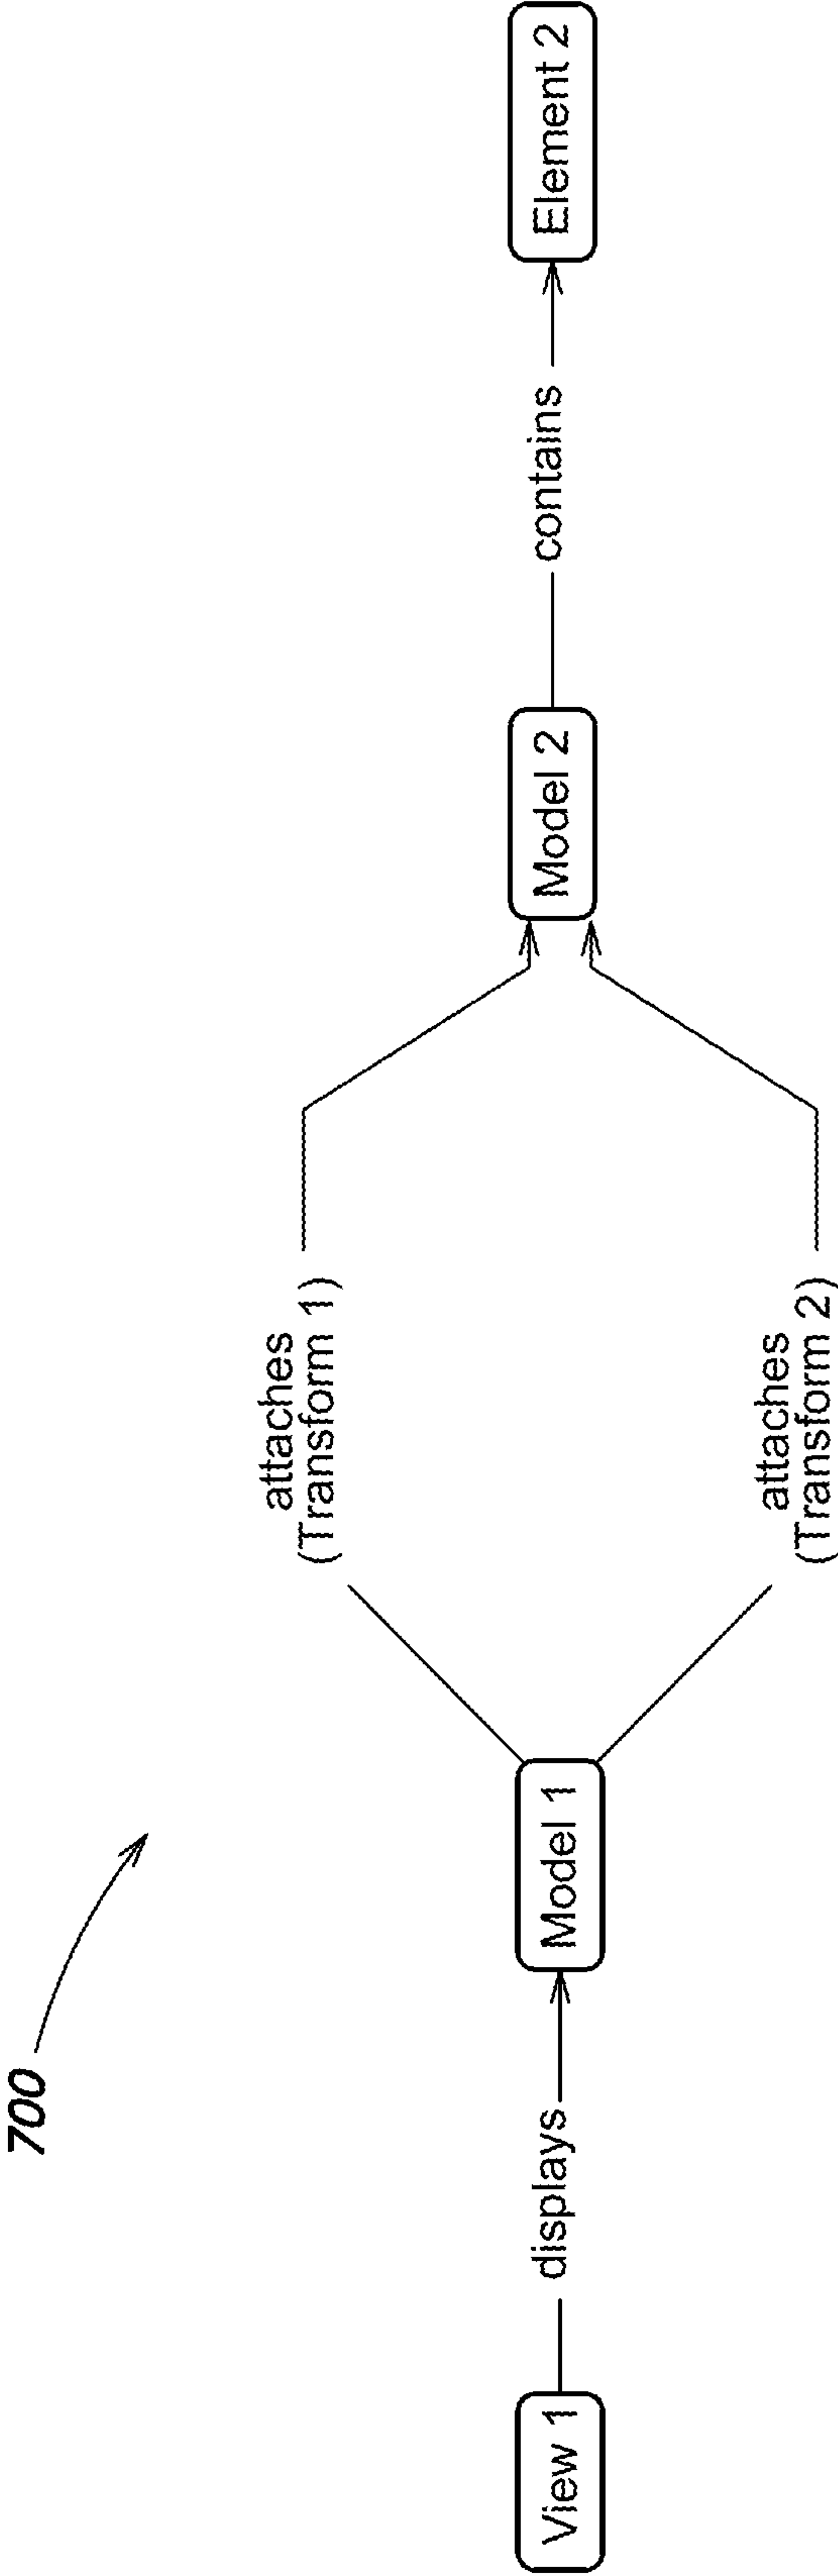 700
View 1
displays
Model 1
attaches
(Transform 1)
attaches
(Transform 2)
Model 2
contains
Element 2